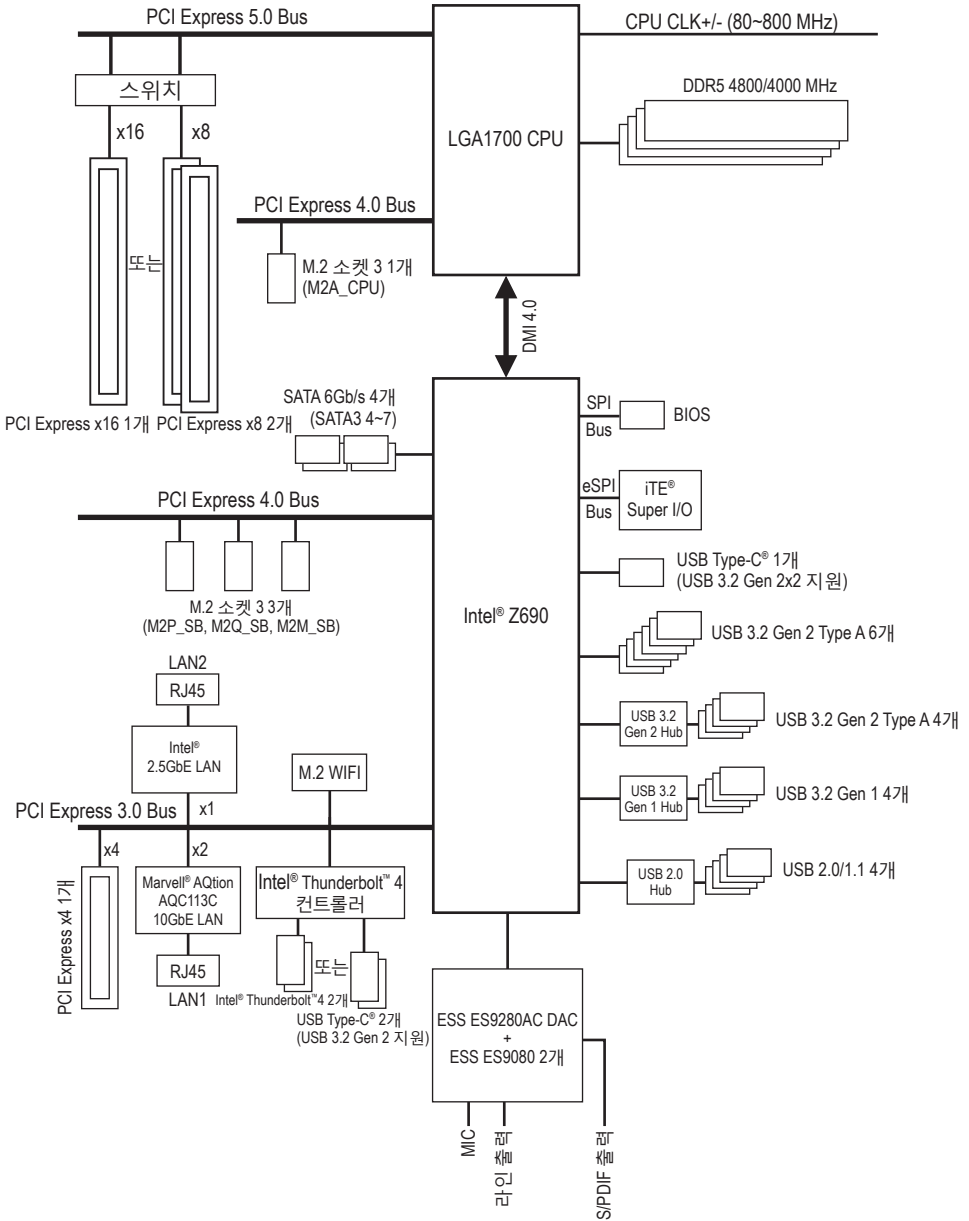 PCI Express 5.0 Bus
CPU CLK+/- (80~800 MHz)
스위치
DDR5 4800/4000 MHz
x16
x8
LGA1700 CPU
PCI Express 4.0 Bus
또는
M.2 소켓 3 1개
(M2A_CPU)
DMI 4.0
PCI Express x16 1개
PCI Express x8 2개
SATA 6Gb/s 4개
(SATA3 4~7)
SPI
Bus
BIOS
eSPI
Bus
iTE®
Super I/O
PCI Express 4.0 Bus
USB Type-C® 1개
(USB 3.2 Gen 2x2 지원)
M.2 소켓 3 3개
(M2P_SB, M2Q_SB, M2M_SB)
Intel® Z690
USB 3.2 Gen 2 Type A 6개
LAN2
RJ45
USB 3.2
Gen 2 Hub
USB 3.2 Gen 2 Type A 4개
Intel®
2.5GbE LAN
M.2 WIFI
USB 3.2
Gen 1 Hub
USB 3.2 Gen 1 4개
PCI Express 3.0 Bus
x1
x4
x2
PCI Express x4 1개
Marvell® AQtion
AQC113C
10GbE LAN
Intel® Thunderbolt™ 4
컨트롤러
USB 2.0
Hub
USB 2.0/1.1 4개
RJ45
LAN1
또는
Intel® Thunderbolt™4 2개
USB Type-C® 2개
(USB 3.2 Gen 2 지원)
ESS ES9280AC DAC
+
ESS ES9080 2개
MIC
라인 출력
S/PDIF 출력